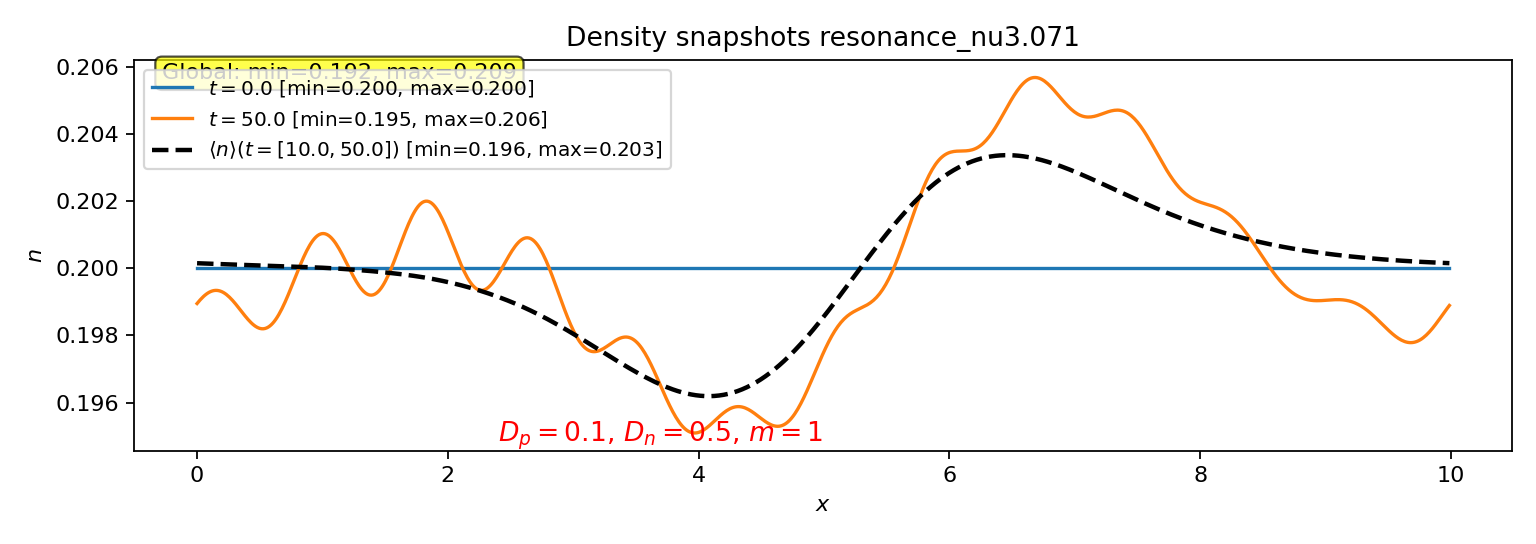 Density snapshots resonance_nu3.071
Global: min=0.192, max=0.209
t = 0.0 [min=0.200, max=0.200]
t = 50.0 [min=0.195, max=0.206]
⟨n⟩(t = [10.0, 50.0]) [min=0.196, max=0.203]
0.206
0.204
0.202
0.200
0.198
0.196
n
D_p = 0.1, D_n = 0.5, m = 1
0 2 4 6 8 10
x